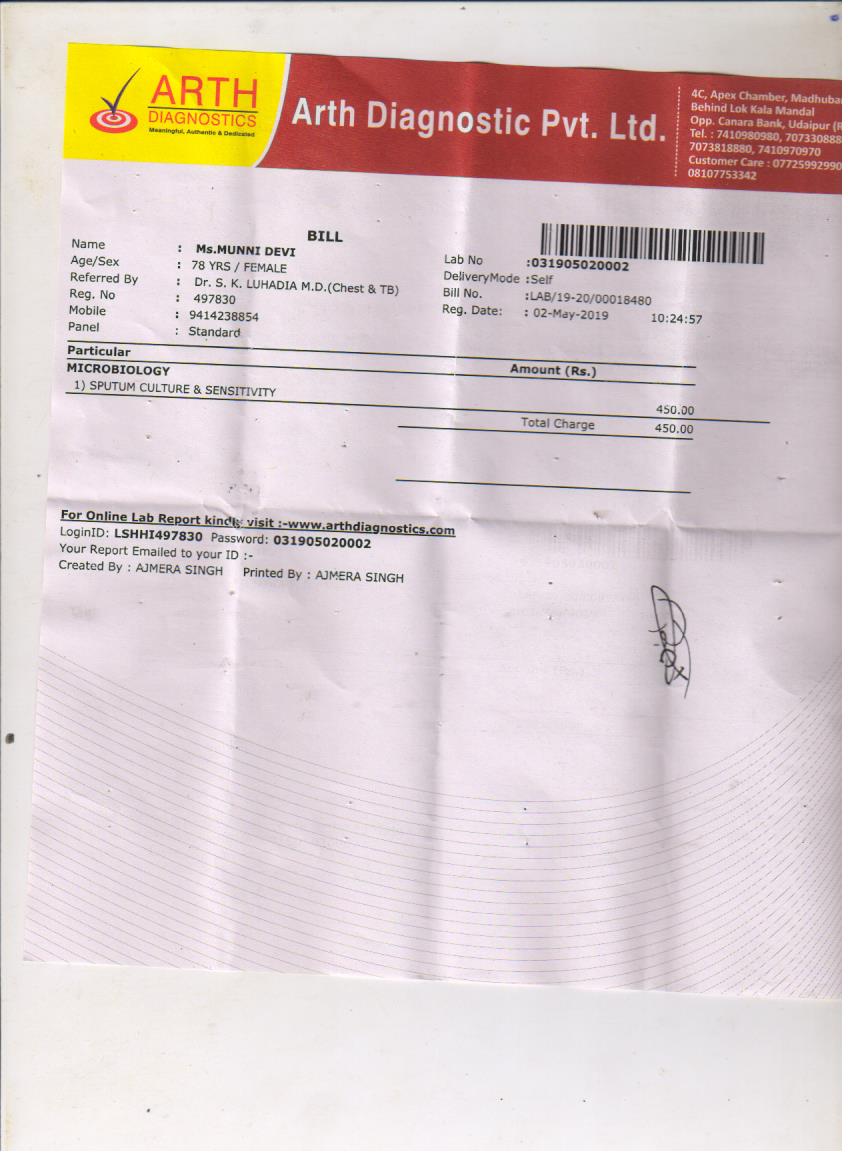 ARTH
DIAGNOSTICS
Meaningful, Authentic & Dedicated
Arth Diagnostic Pvt. Ltd.
4C, Apex Chamber, Madhuban
Behind Lok Kala Mandal
Opp. Canara Bank, Udaipur (R
Tel. : 7410980980, 707330888
7073818880, 7410970970
Customer Care : 07725992990
08107753342
BILL
Name : Ms.MUNNI DEVI
Age/Sex : 78 YRS / FEMALE
Referred By : Dr. S. K. LUHADIA M.D.(Chest & TB)
Reg. No : 497830
Mobile : 9414238854
Panel : Standard
Lab No :031905020002
DeliveryMode :Self
Bill No. :LAB/19-20/00018480
Reg. Date: : 02-May-2019 10:24:57
Particular Amount (Rs.)
MICROBIOLOGY
1) SPUTUM CULTURE & SENSITIVITY 450.00
Total Charge 450.00
For Online Lab Report kindly visit :-www.arthdiagnostics.com
LoginID: LSHHI497830 Password: 031905020002
Your Report Emailed to your ID :-
Created By : AJMERA SINGH Printed By : AJMERA SINGH